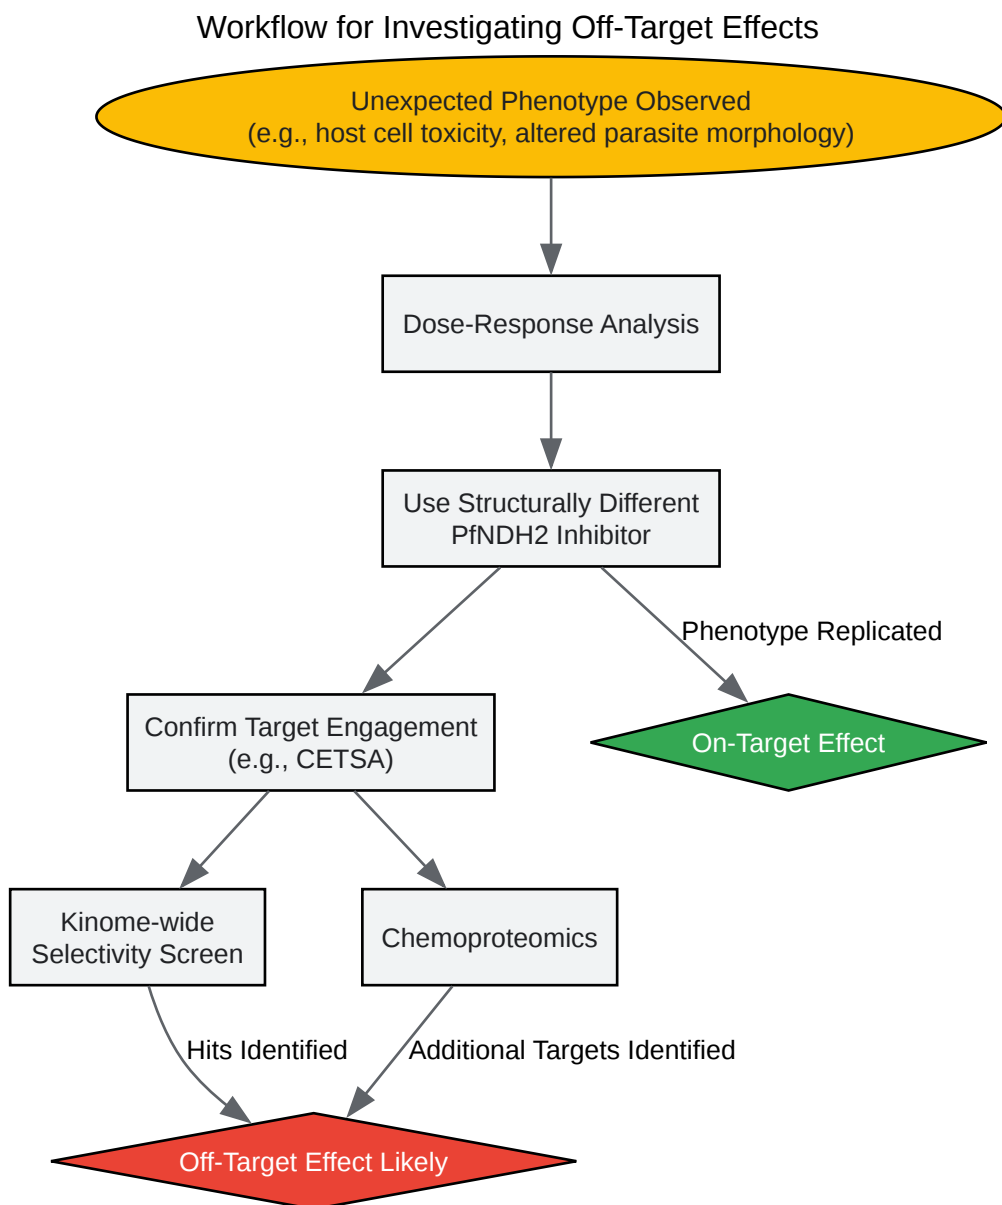 Workflow for Investigating Off-Target Effects
Unexpected Phenotype Observed
(e.g., host cell toxicity, altered parasite morphology)
Dose-Response Analysis
Use Structurally Different
PfNDH2 Inhibitor
Phenotype Replicated
Confirm Target Engagement
(e.g., CETSA)
On-Target Effect
Kinome-wide
Selectivity Screen
Chemoproteomics
Hits Identified
Additional Targets Identified
Off-Target Effect Likely